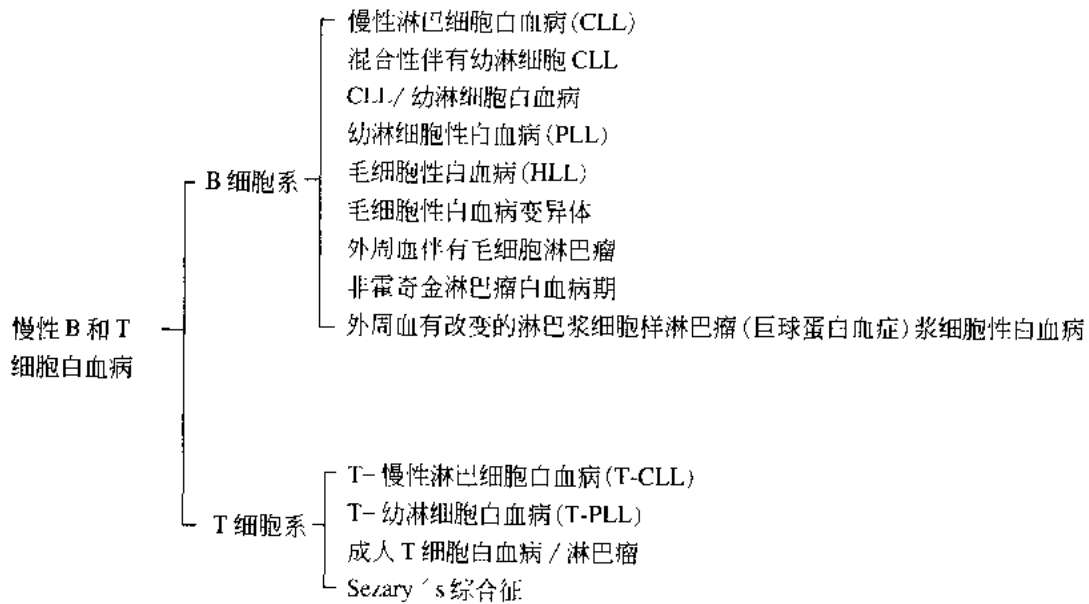 慢性淋巴细胞白血病(CLL)
混合性伴有幼淋细胞 CLL
CLL/幼淋细胞白血病
幼淋细胞性白血病(PLL)
B 细胞系
毛细胞性白血病(HLL)
毛细胞性白血病变异体
外周血伴有毛细胞淋巴瘤
非霍奇金淋巴瘤白血病期
慢性 B 和 T
细胞白血病
外周血有改变的淋巴浆细胞样淋巴瘤(巨球蛋白血症)浆细胞性白血病
T-慢性淋巴细胞白血病(T-CLL)
T 细胞系
T-幼淋细胞白血病(T-PLL)
成人 T 细胞白血病/淋巴瘤
Sezary´s 综合征